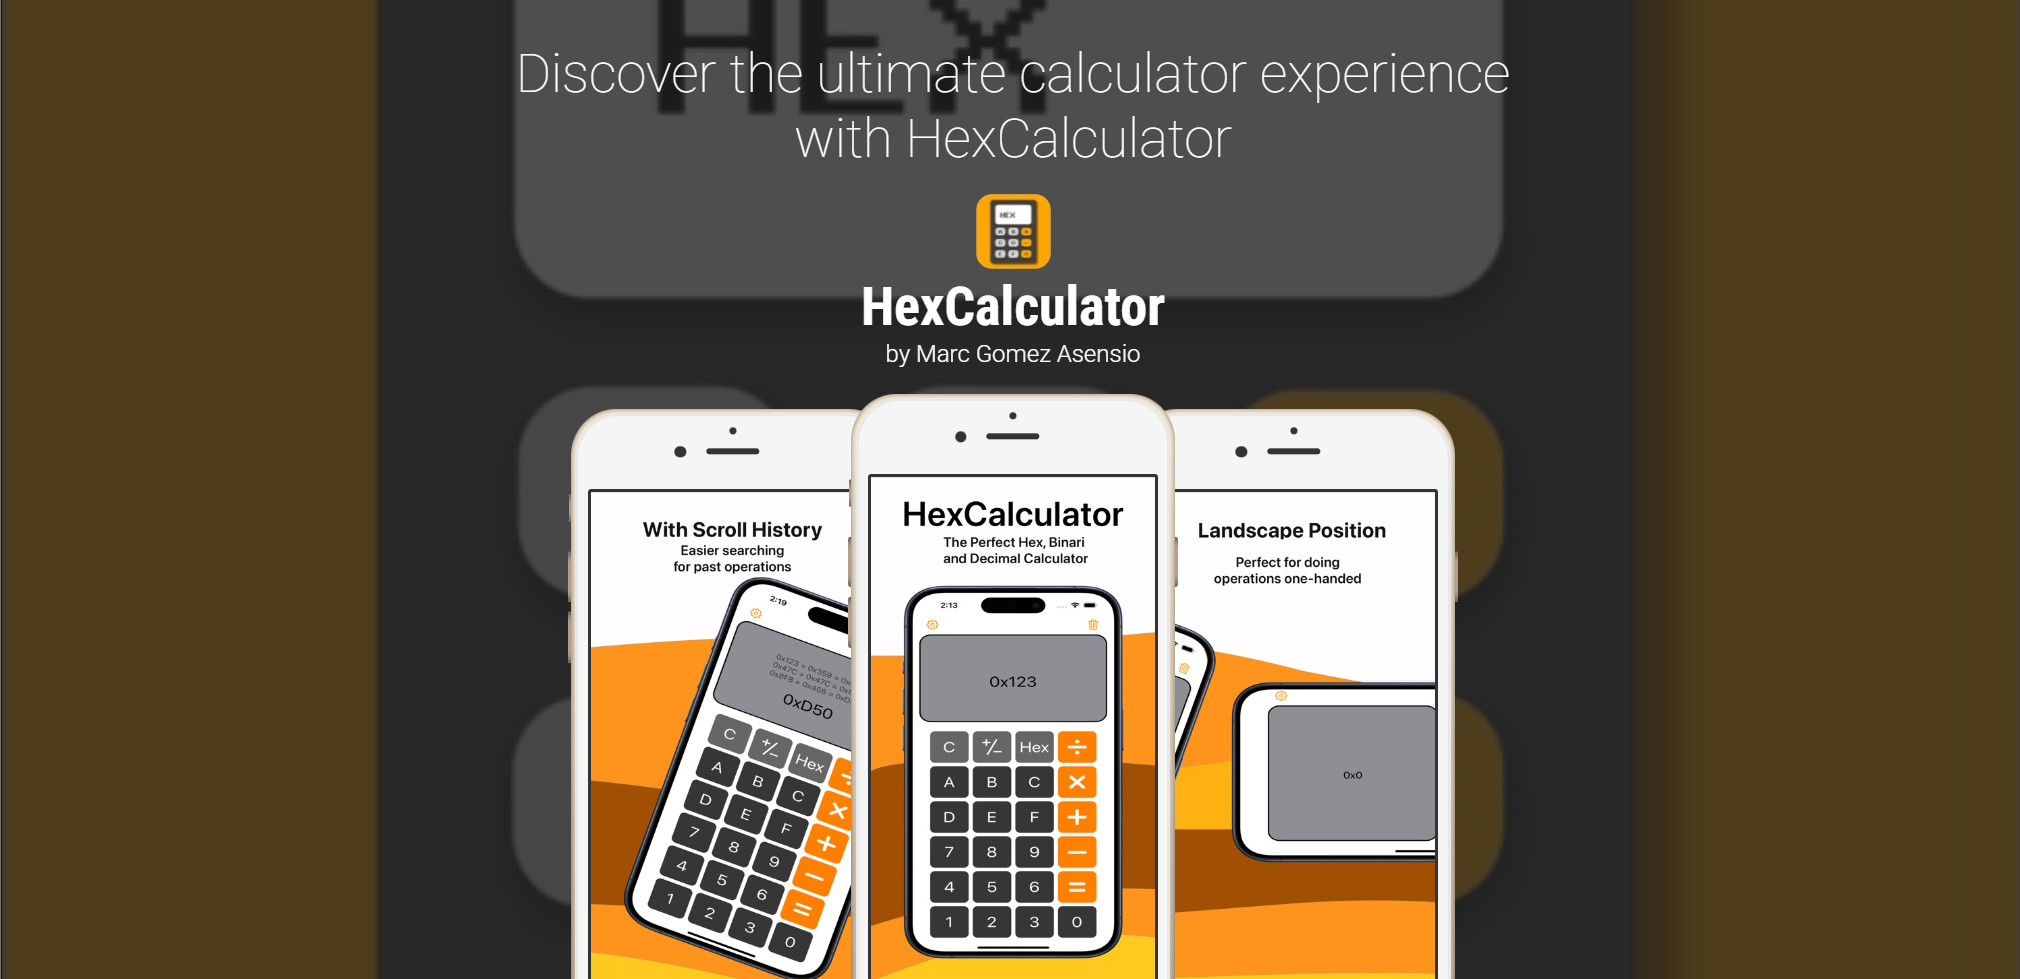 HEX
Discover the ultimate calculator experience
with HexCalculator
HEX
HexCalculator
by Marc Gomez Asensio
With Scroll History
Easier searching
for past operations
2:19
0x123 + 0x359 = 0x
0x47C + 0x47C = 0x
0x8F8 + 0x458 = 0xD
0xD50
C +/- Hex ÷
A B C ×
D E F +
7 8 9 −
4 5 6 =
1 2 3 0
HexCalculator
The Perfect Hex, Binari
and Decimal Calculator
2:13
0x123
C +/- Hex ÷
A B C ×
D E F +
7 8 9 −
4 5 6 =
1 2 3 0
Landscape Position
Perfect for doing
operations one-handed
0x0